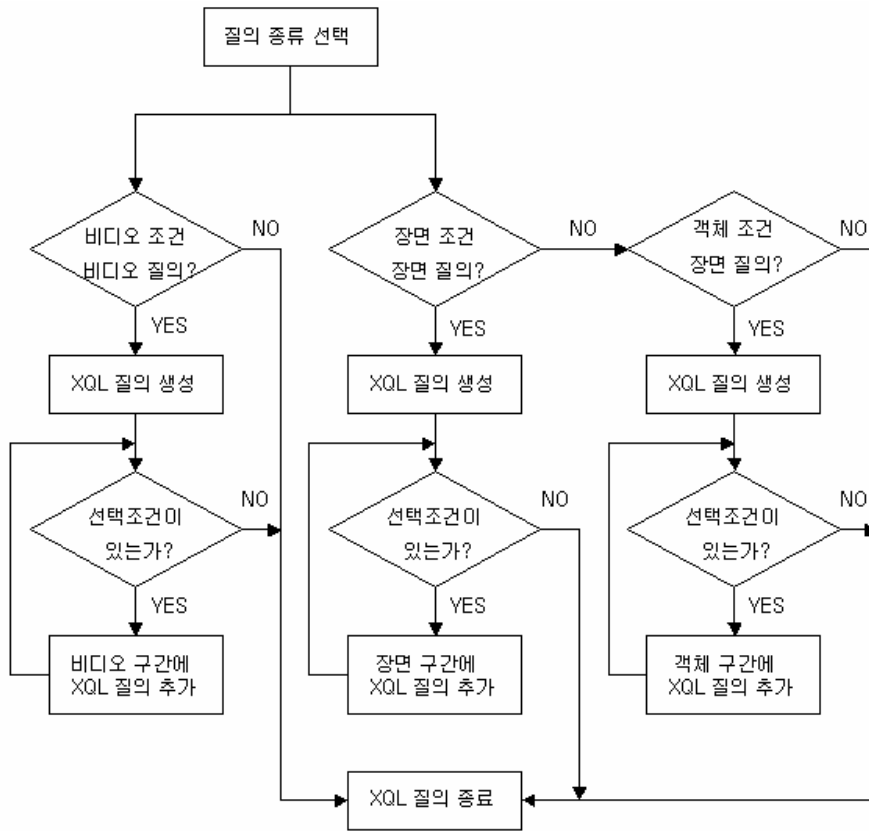 질의 종류 선택
비디오 조건
비디오 질의?
NO
장면 조건
장면 질의?
NO
객체 조건
장면 질의?
NO
YES
YES
YES
XQL 질의 생성
XQL 질의 생성
XQL 질의 생성
선택조건이
있는가?
NO
선택조건이
있는가?
NO
선택조건이
있는가?
NO
YES
YES
YES
비디오 구간에
XQL 질의 추가
장면 구간에
XQL 질의 추가
객체 구간에
XQL 질의 추가
XQL 질의 종료